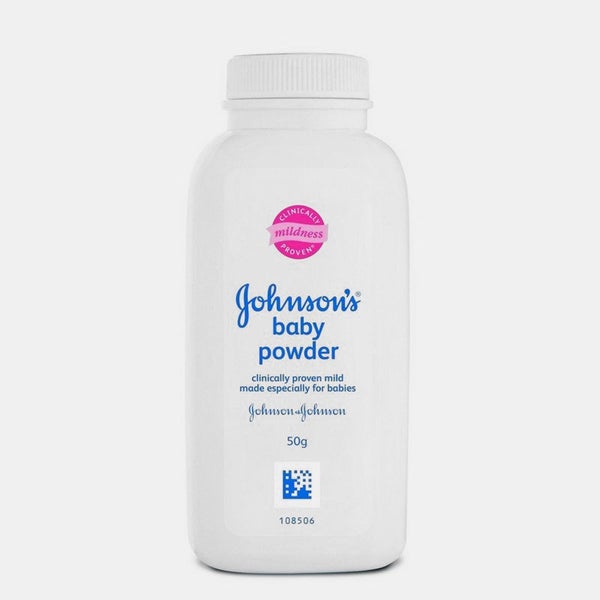 CLINICALLY
mildness
PROVEN®
Johnson's®
baby
powder
clinically proven mild
made especially for babies
Johnson & Johnson
50g
108506